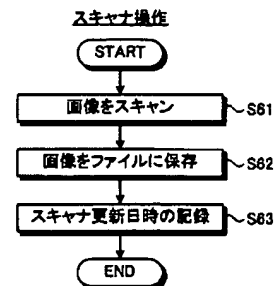 スキャナ操作
START
画像をスキャン
S61
画像をファイルに保存
S62
スキャナ更新日時の記録
S63
END